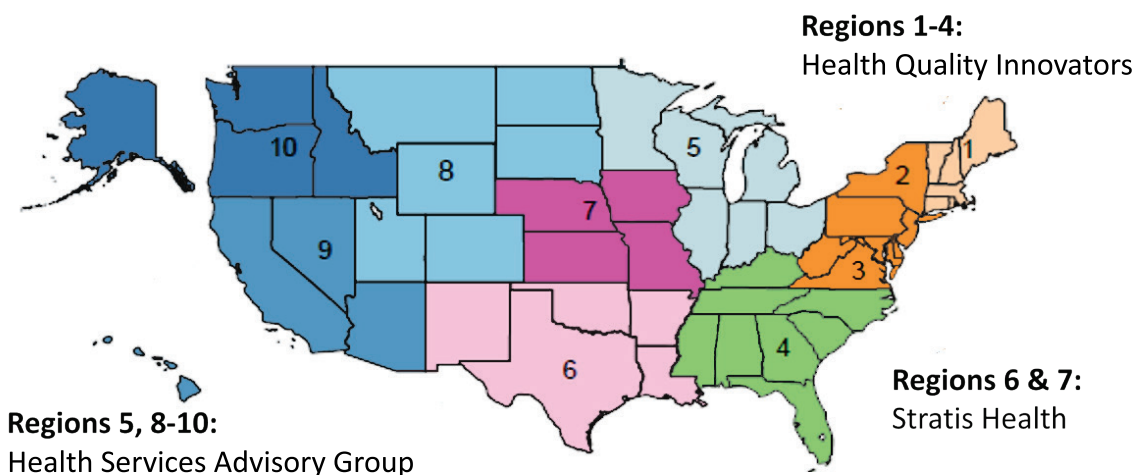 Regions 1-4:
Health Quality Innovators
10
8
5
1
2
7
9
3
4
6
Regions 6 & 7:
Stratis Health
Regions 5, 8-10:
Health Services Advisory Group